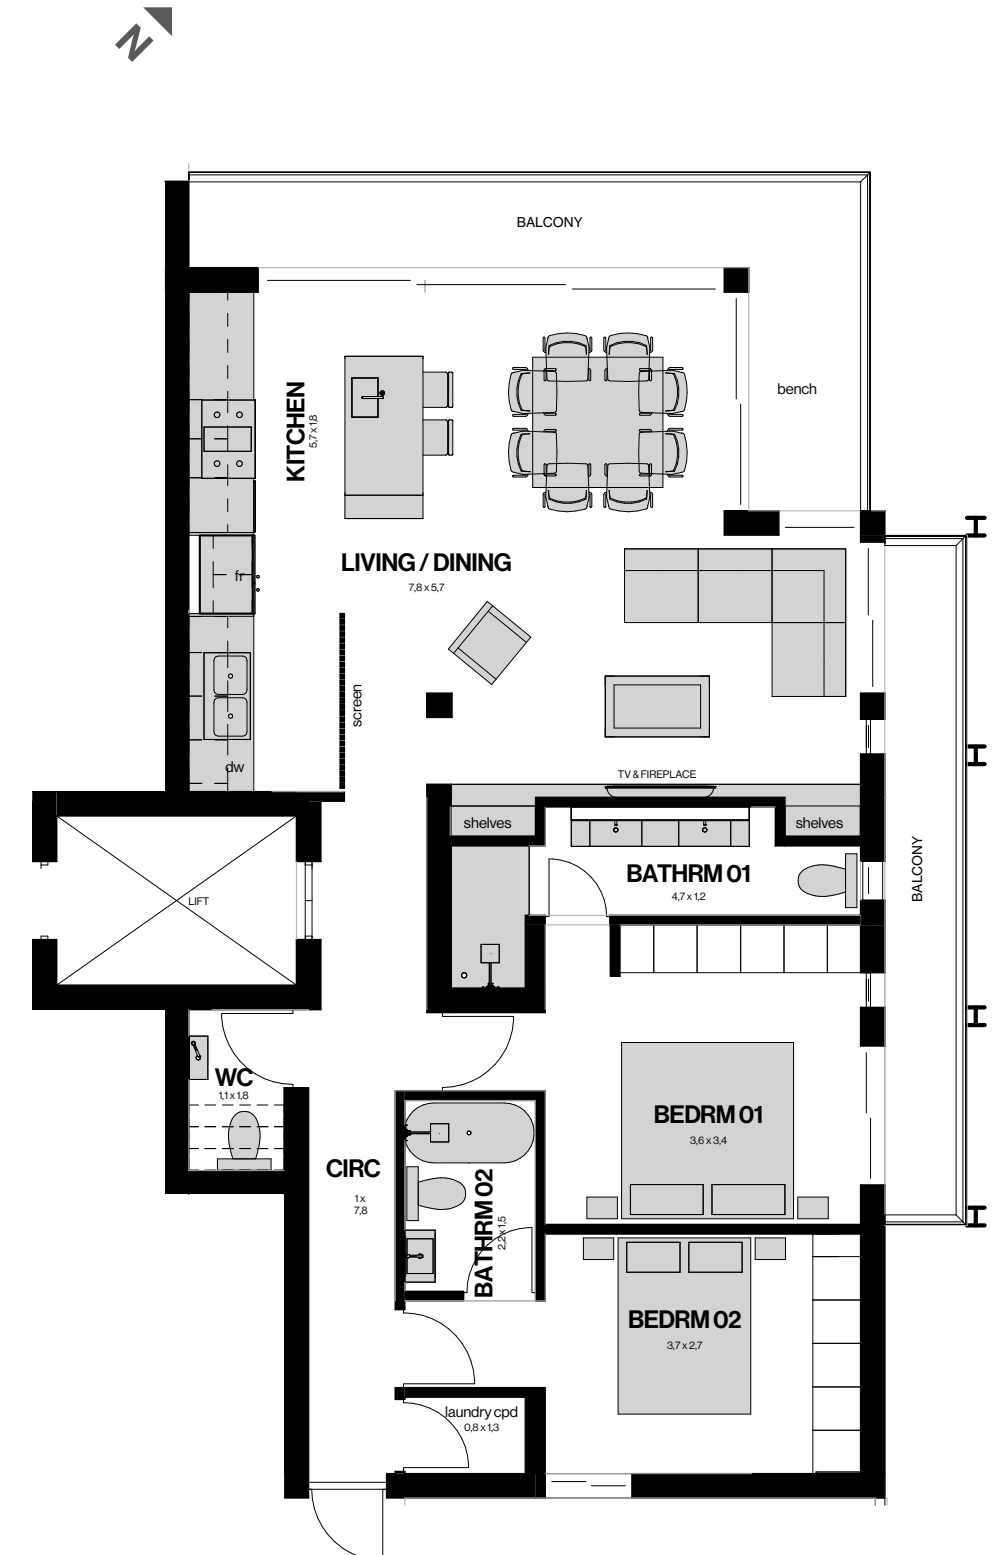 N
BALCONY
bench
KITCHEN
5,7 x 1,8
LIVING / DINING
7,8 x 5,7
fr
screen
dw
TV & FIREPLACE
shelves
shelves
BATHRM 01
4,7 x 1,2
BALCONY
LIFT
WC
1,1 x 1,8
BEDRM 01
3,6 x 3,4
CIRC
1 x
7,8
BATHRM 02
2,2 x 1,5
BEDRM 02
3,7 x 2,7
laundry cpd
0,8 x 1,3